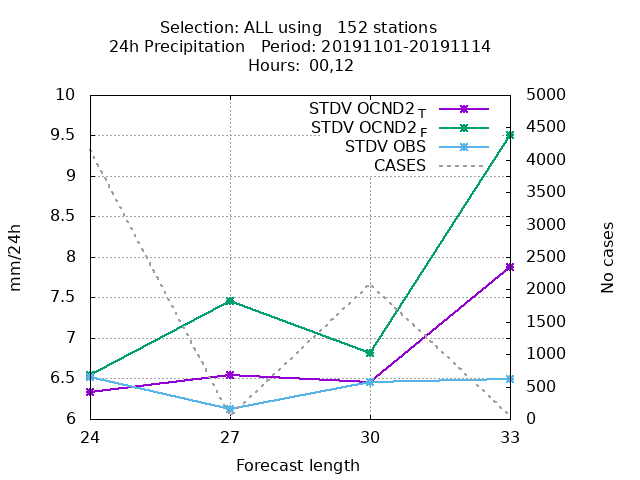 Selection: ALL using 152 stations
24h Precipitation Period: 20191101-20191114
Hours: 00,12
STDV OCND2 T
STDV OCND2 F
STDV OBS
CASES
10
9.5
9
8.5
8
7.5
7
6.5
6
mm/24h
5000
4500
4000
3500
3000
2500
2000
1500
1000
500
0
No cases
24 27 30 33
Forecast length